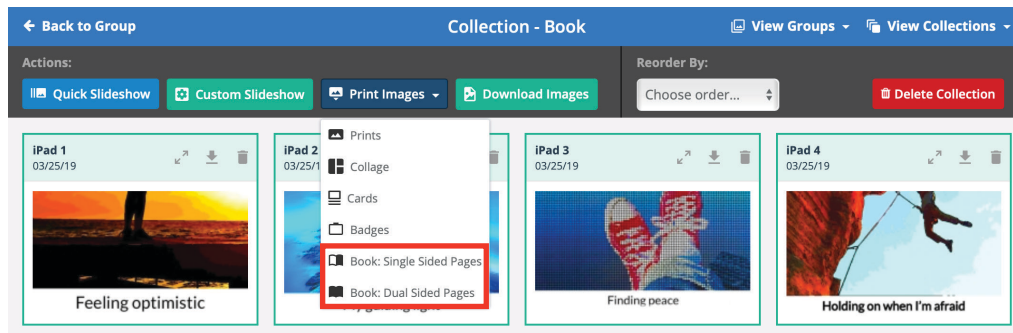 Back to Group
Collection - Book
View Groups
View Collections
Actions:
Reorder By:
Quick Slideshow
Custom Slideshow
Print Images
Download Images
Choose order...
Delete Collection
iPad 1
03/25/19
iPad 2
03/25/1
Prints
Collage
Cards
Badges
Book: Single Sided Pages
Book: Dual Sided Pages
iPad 3
03/25/19
iPad 4
03/25/19
Feeling optimistic
Finding peace
Holding on when I'm afraid